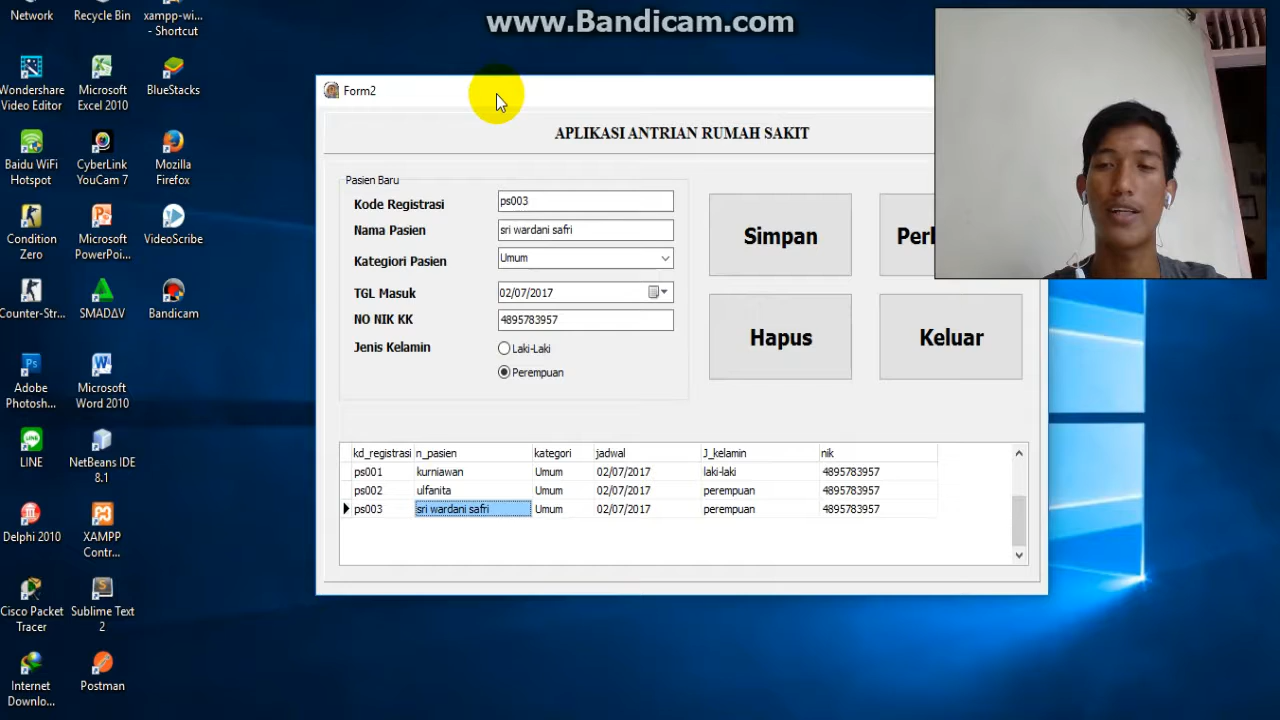 www.Bandicam.com
Network
Recycle Bin
xampp-wi...
- Shortcut
Wondershare
Video Editor
Microsoft
Excel 2010
BlueStacks
Baidu WiFi
Hotspot
CyberLink
YouCam 7
Mozilla
Firefox
Condition
Zero
Microsoft
PowerPoi...
VideoScribe
Counter-Str...
SMADΔV
Bandicam
Adobe
Photosh...
Microsoft
Word 2010
LINE
NetBeans IDE
8.1
Delphi 2010
XAMPP
Contr...
Cisco Packet
Tracer
Sublime Text
2
Internet
Downlo...
Postman
Form2
APLIKASI ANTRIAN RUMAH SAKIT
Pasien Baru
Kode Registrasi ps003
Nama Pasien sri wardani safri
Kategiori Pasien Umum
TGL Masuk 02/07/2017
NO NIK KK 4895783957
Jenis Kelamin Laki-Laki
Perempuan
Simpan
Hapus
Keluar
kd_registrasi n_pasien kategori jadwal J_kelamin nik
ps001 kurniawan Umum 02/07/2017 laki-laki 4895783957
ps002 ulfanita Umum 02/07/2017 perempuan 4895783957
ps003 sri wardani safri Umum 02/07/2017 perempuan 4895783957